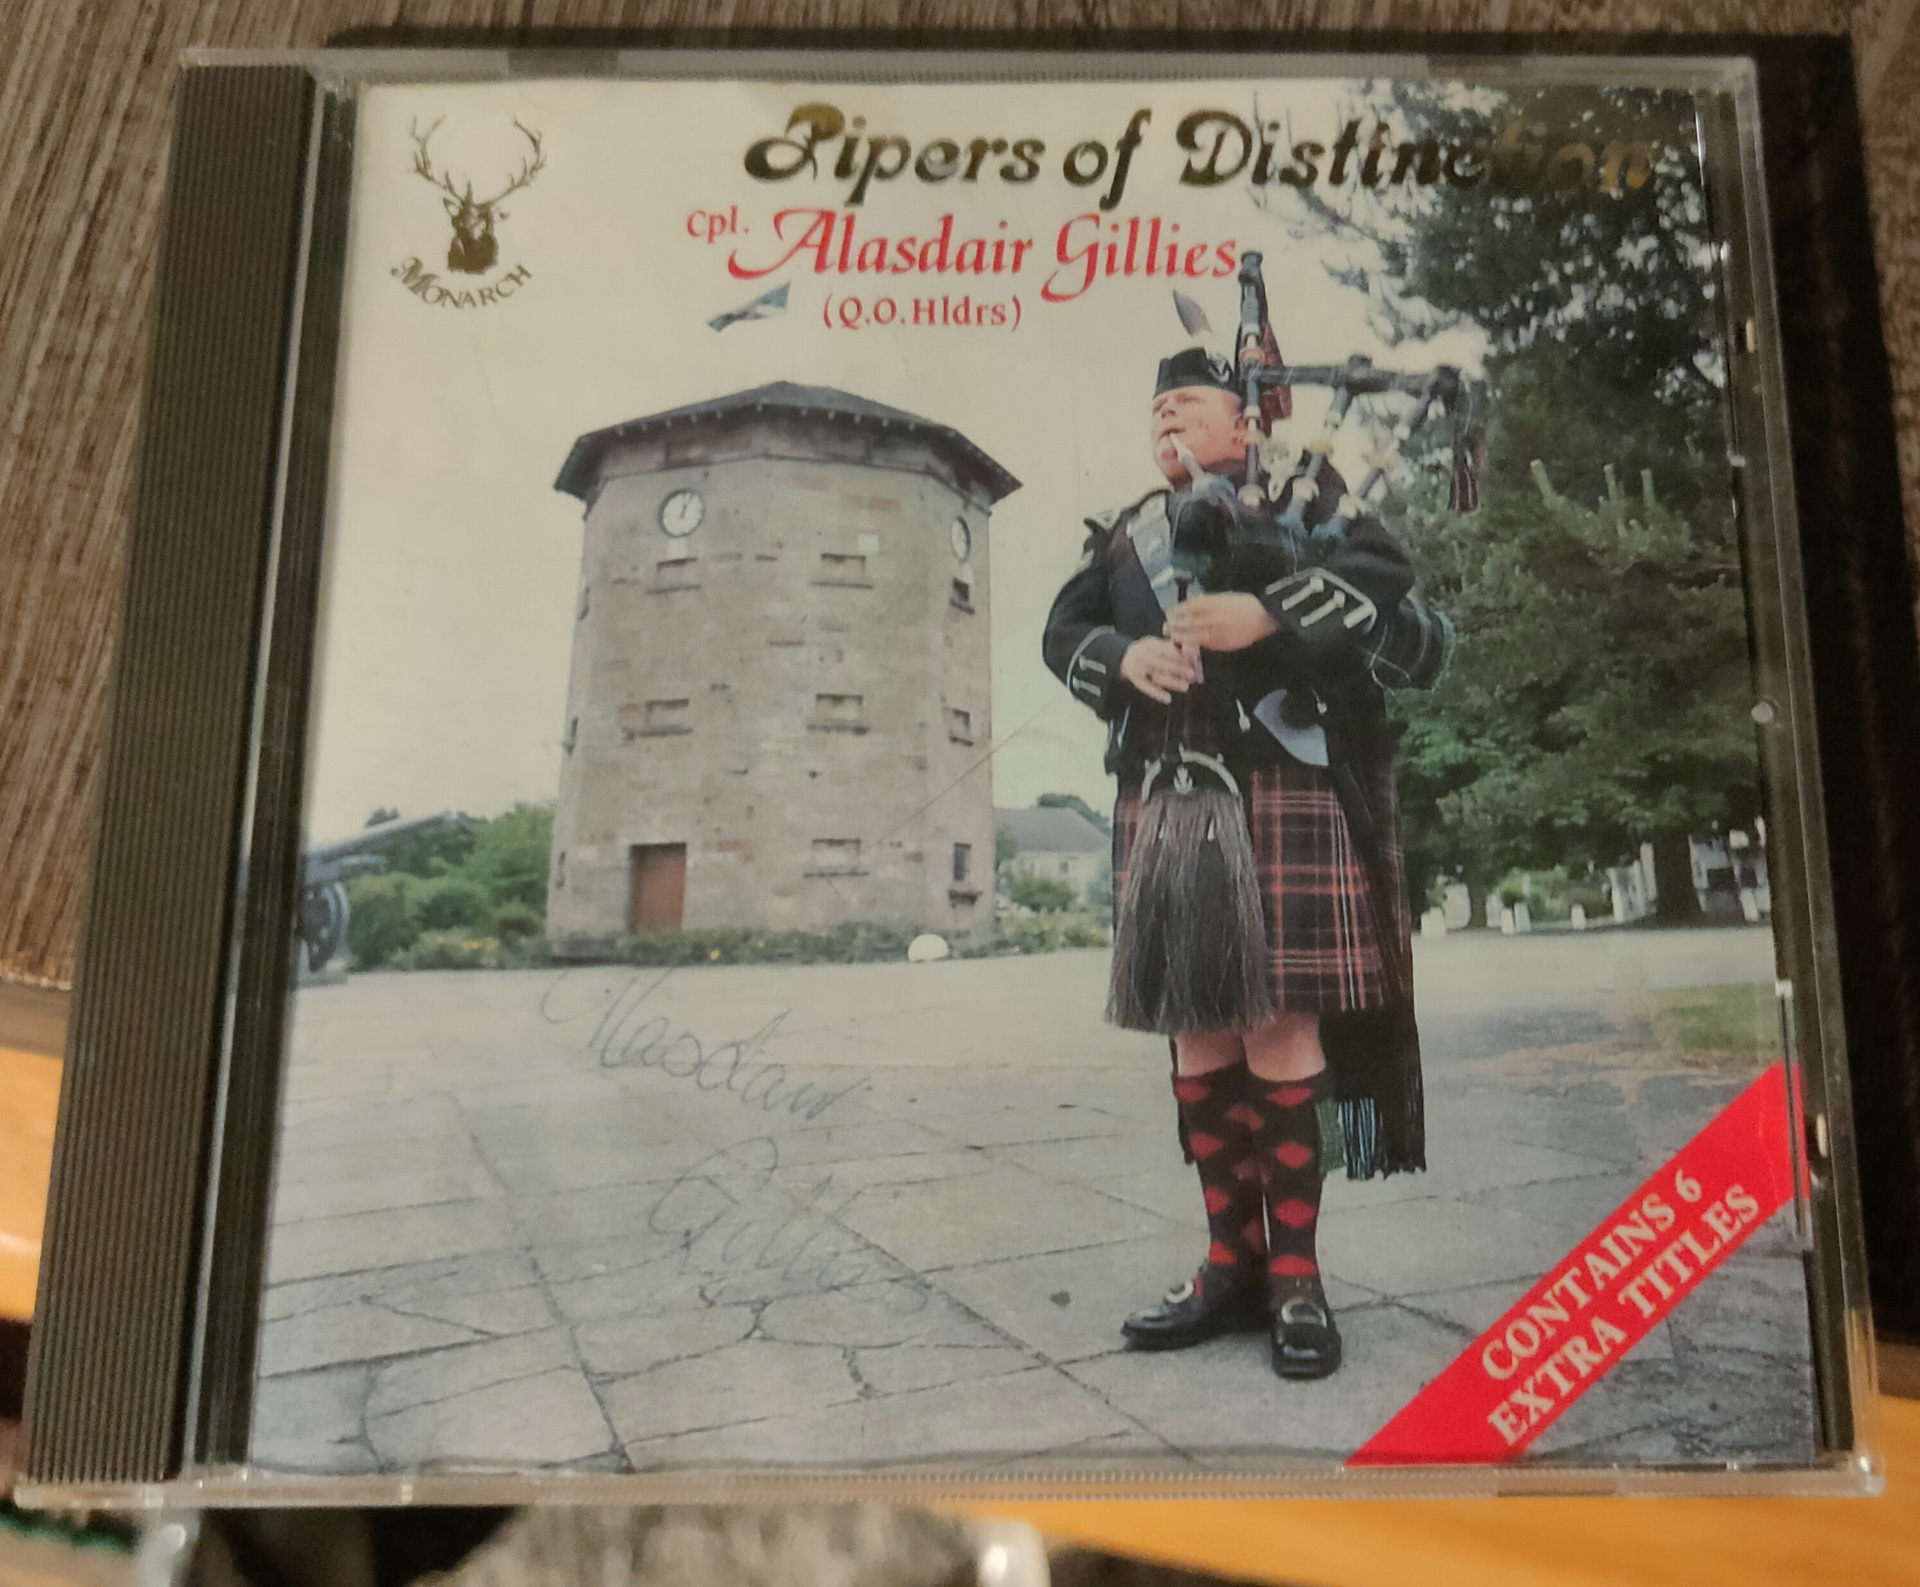 Pipers of Distinction
Cpl. Alasdair Gillies
(Q.O.Hldrs)
MONARCH
Alasdair
Gillies
CONTAINS 6
EXTRA TITLES